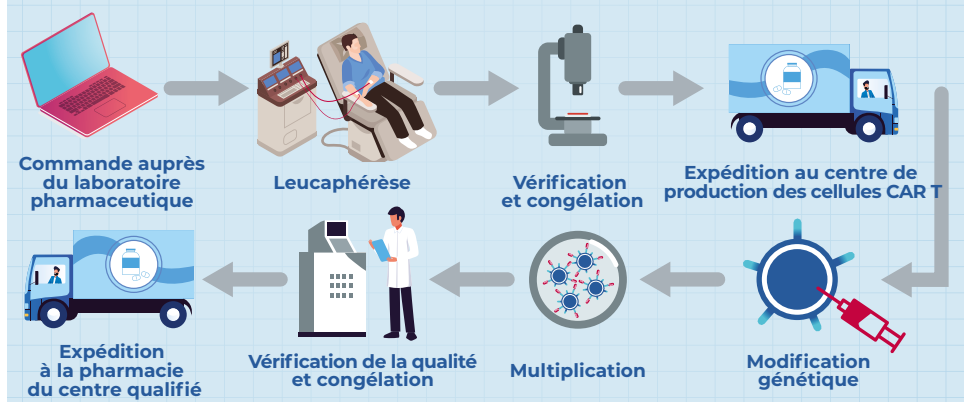 Commande auprès
du laboratoire
pharmaceutique
Leucaphérèse
Vérification
et congélation
Expédition au centre de
production des cellules CAR T
Modification
génétique
Multiplication
Vérification de la qualité
et congélation
Expédition
à la pharmacie
du centre qualifié